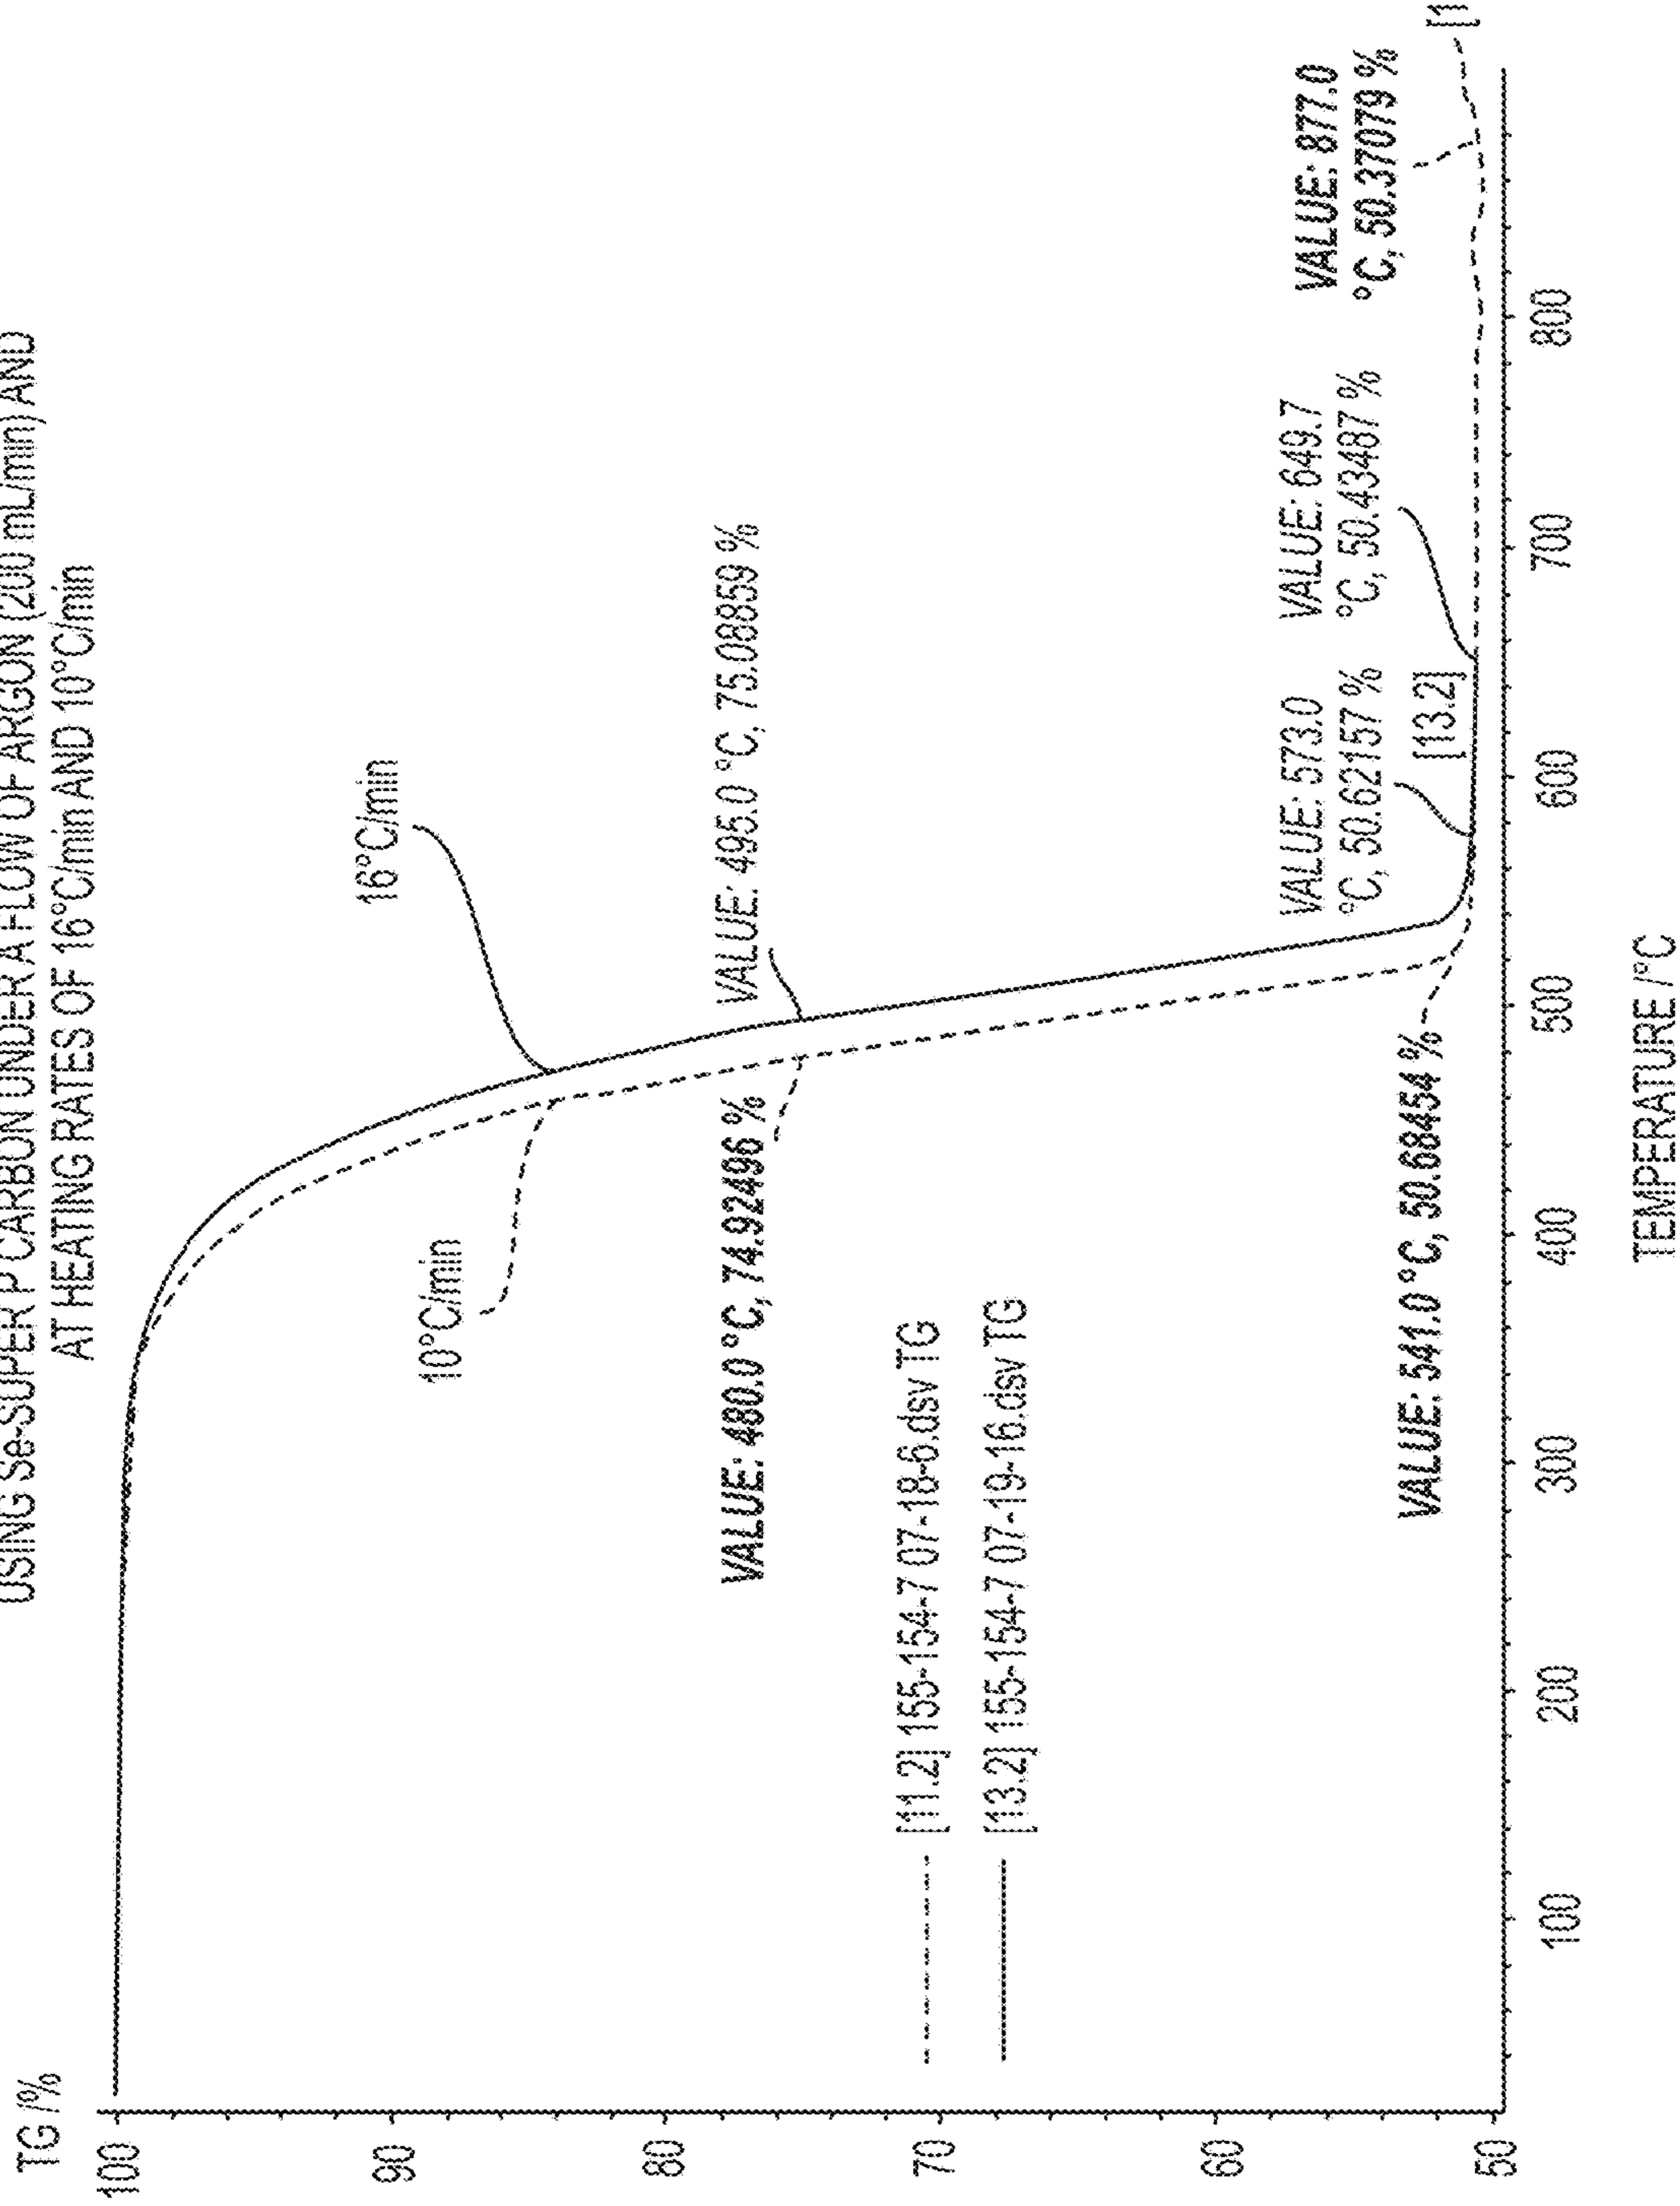 USING Se-SUPER P CARBON UNDER A FLOW OF ARGON (200 mL/min) AND
AT HEATING RATES OF 16°C/min AND 10°C/min
TG /%
100
90
80
70
60
50
16°C/min
10°C/min
VALUE: 495.0 °C, 75.08859 %
VALUE: 480.0 °C, 74.92496 %
[11.2] 155-154-7 07-18-6.dsv TG
[13.2] 155-154-7 07-19-16.dsv TG
VALUE: 573.0
°C, 50.62157 %
VALUE: 649.7
°C, 50.43487 %
VALUE: 877.0
°C, 50.37079 %
[13.2]
[1
VALUE: 541.0 °C, 50.68454 %
100
200
300
400
500
600
700
800
TEMPERATURE /°C